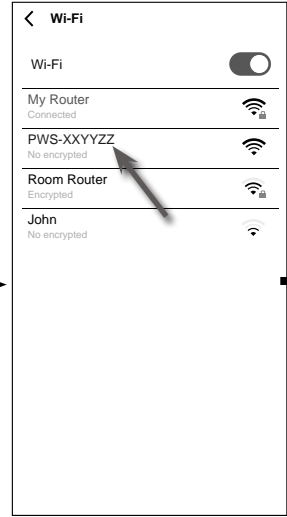 Wi-Fi
Wi-Fi
My Router
Connected
PWS-XXYYZZ
No encrypted
Room Router
Encrypted
John
No encrypted